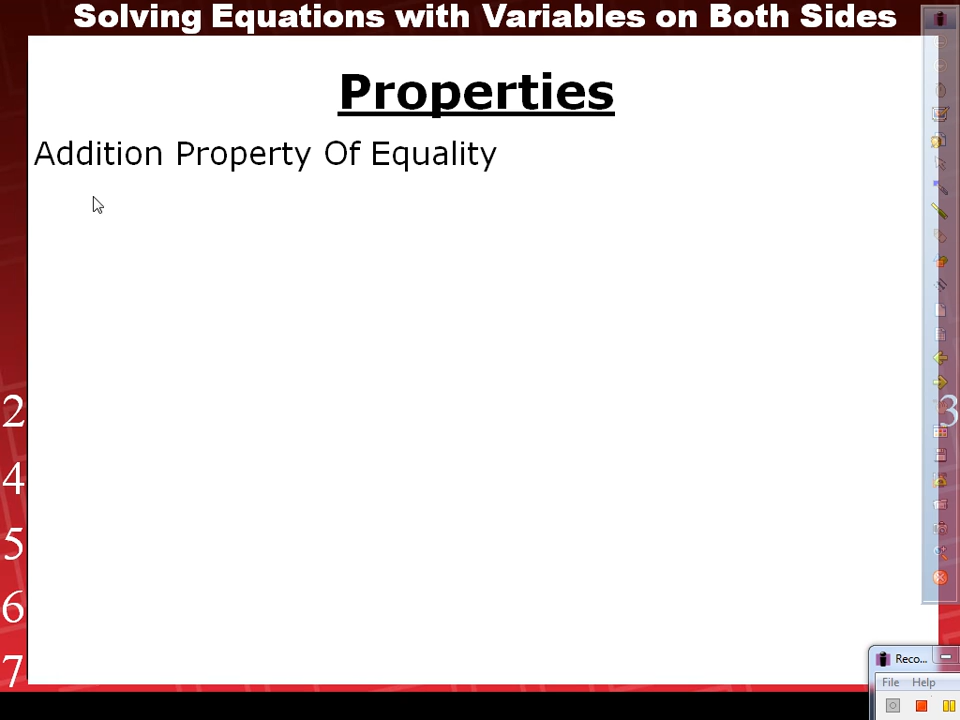 Solving Equations with Variables on Both Sides
Properties
Addition Property Of Equality
2
3
4
5
6
7
Reco...
File Help